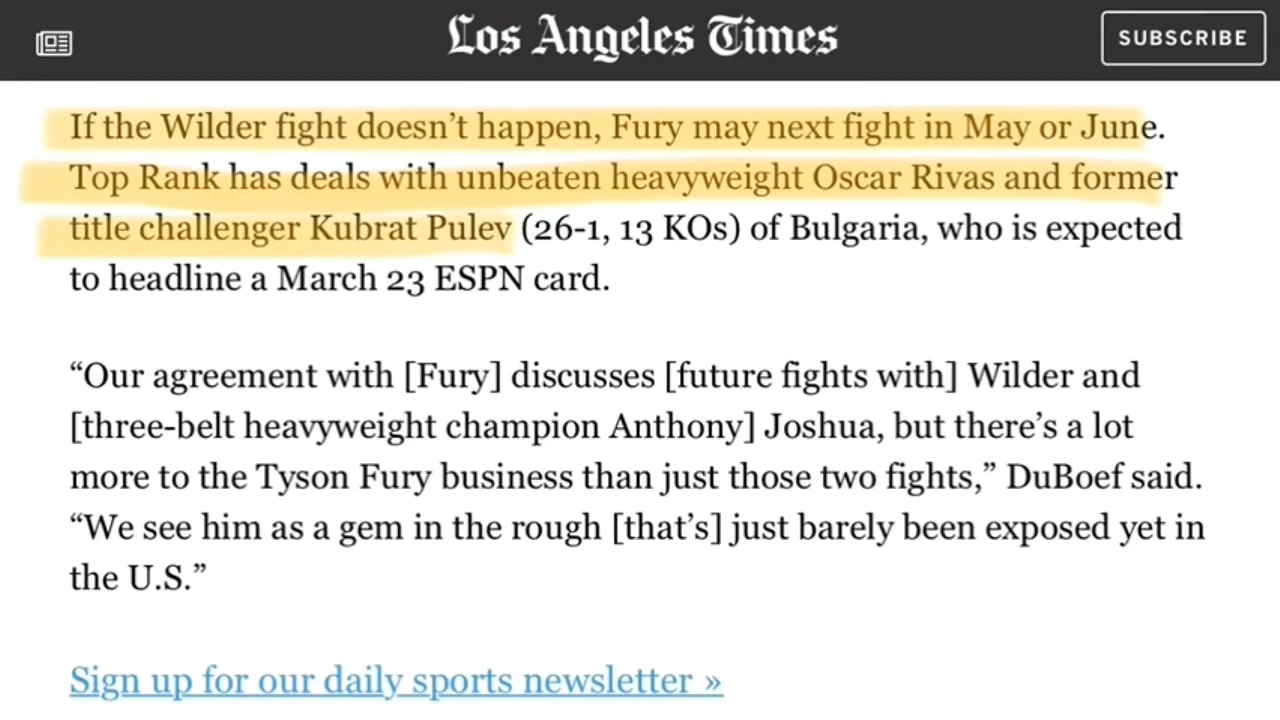 Los Angeles Times
SUBSCRIBE
If the Wilder fight doesn’t happen, Fury may next fight in May or June.
Top Rank has deals with unbeaten heavyweight Oscar Rivas and former
title challenger Kubrat Pulev (26-1, 13 KOs) of Bulgaria, who is expected
to headline a March 23 ESPN card.
“Our agreement with [Fury] discusses [future fights with] Wilder and
[three-belt heavyweight champion Anthony] Joshua, but there’s a lot
more to the Tyson Fury business than just those two fights,” DuBoef said.
“We see him as a gem in the rough [that’s] just barely been exposed yet in
the U.S.”
Sign up for our daily sports newsletter »